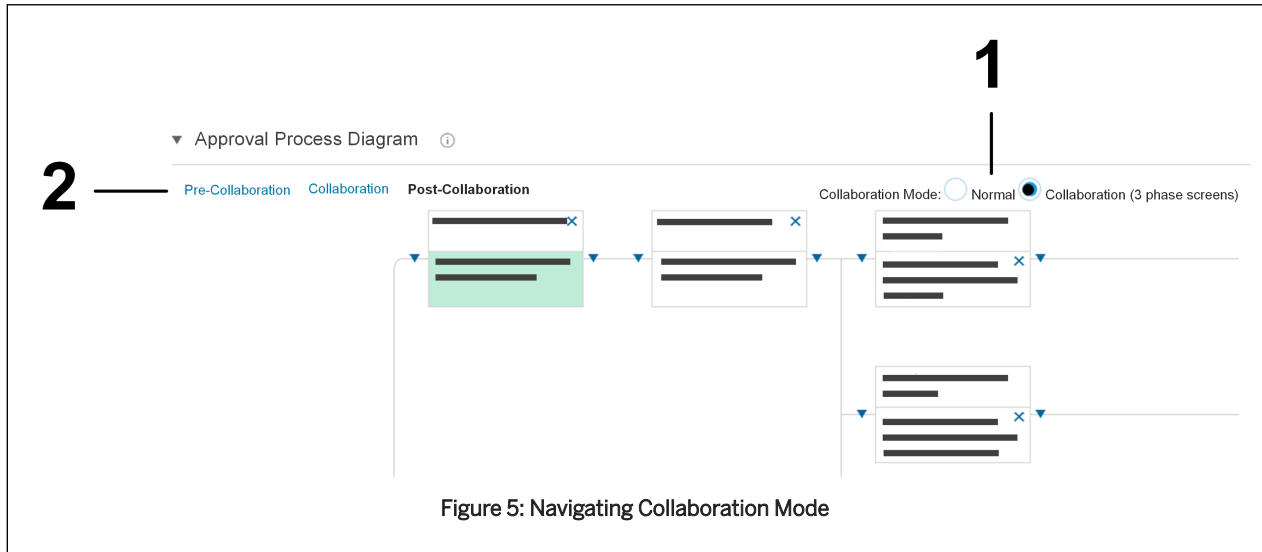 1
Approval Process Diagram
2
Pre-Collaboration Collaboration Post-Collaboration
Collaboration Mode: Normal Collaboration (3 phase screens)
Figure 5: Navigating Collaboration Mode